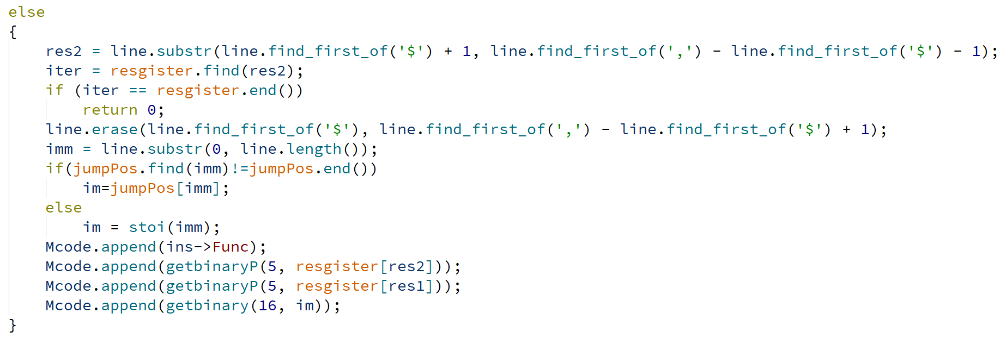 else
{
    res2 = line.substr(line.find_first_of('$') + 1, line.find_first_of(',') - line.find_first_of('$') - 1);
    iter = resgister.find(res2);
    if (iter == resgister.end())
        return 0;
    line.erase(line.find_first_of('$'), line.find_first_of(',') - line.find_first_of('$') + 1);
    imm = line.substr(0, line.length());
    if(jumpPos.find(imm)!=jumpPos.end())
        im=jumpPos[imm];
    else
        im = stoi(imm);
    Mcode.append(ins->Func);
    Mcode.append(getbinaryP(5, resgister[res2]));
    Mcode.append(getbinaryP(5, resgister[res1]));
    Mcode.append(getbinary(16, im));
}